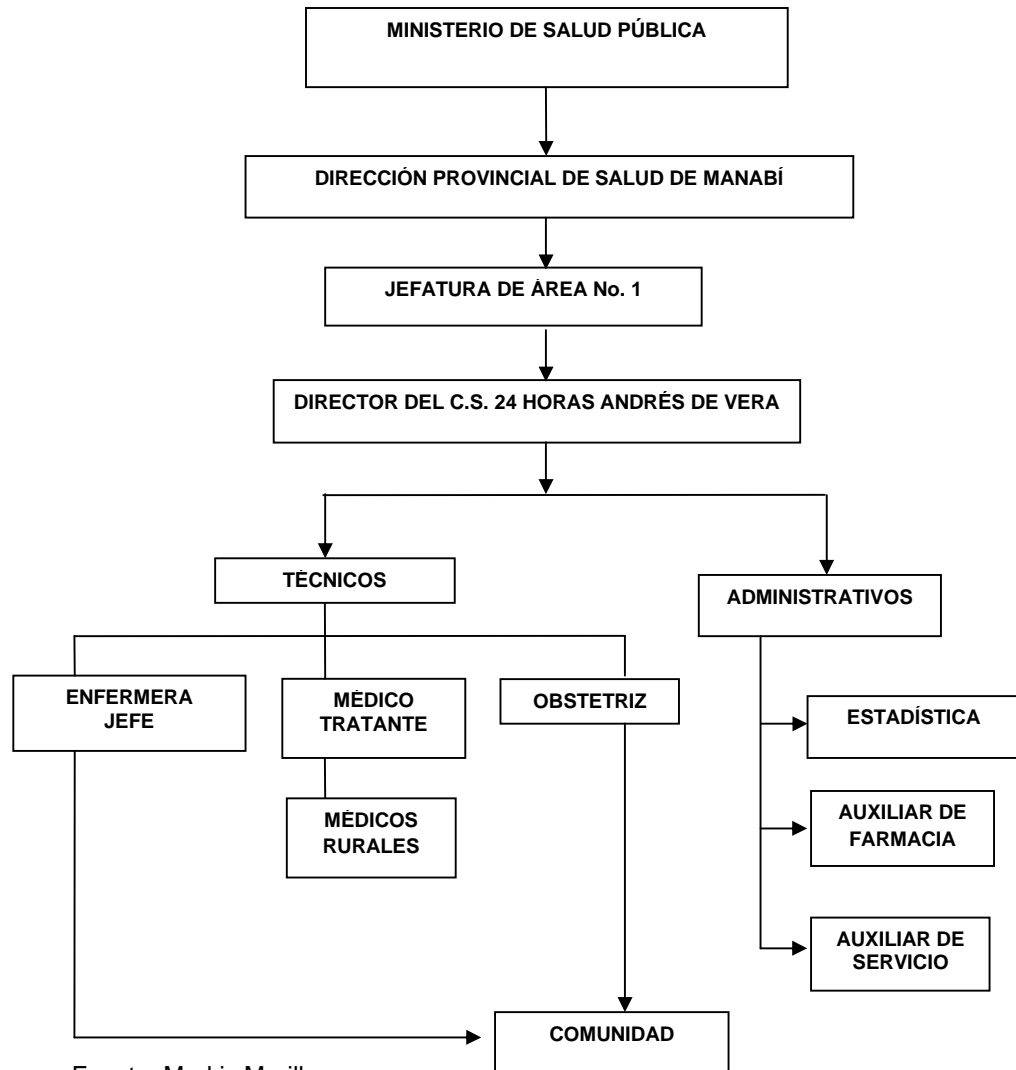 MINISTERIO DE SALUD PÚBLICA
DIRECCIÓN PROVINCIAL DE SALUD DE MANABÍ
JEFATURA DE ÁREA No. 1
DIRECTOR DEL C.S. 24 HORAS ANDRÉS DE VERA
TÉCNICOS
ADMINISTRATIVOS
ENFERMERA
JEFE
MÉDICO
TRATANTE
OBSTETRIZ
ESTADÍSTICA
MÉDICOS
RURALES
AUXILIAR DE
FARMACIA
AUXILIAR DE
SERVICIO
COMUNIDAD